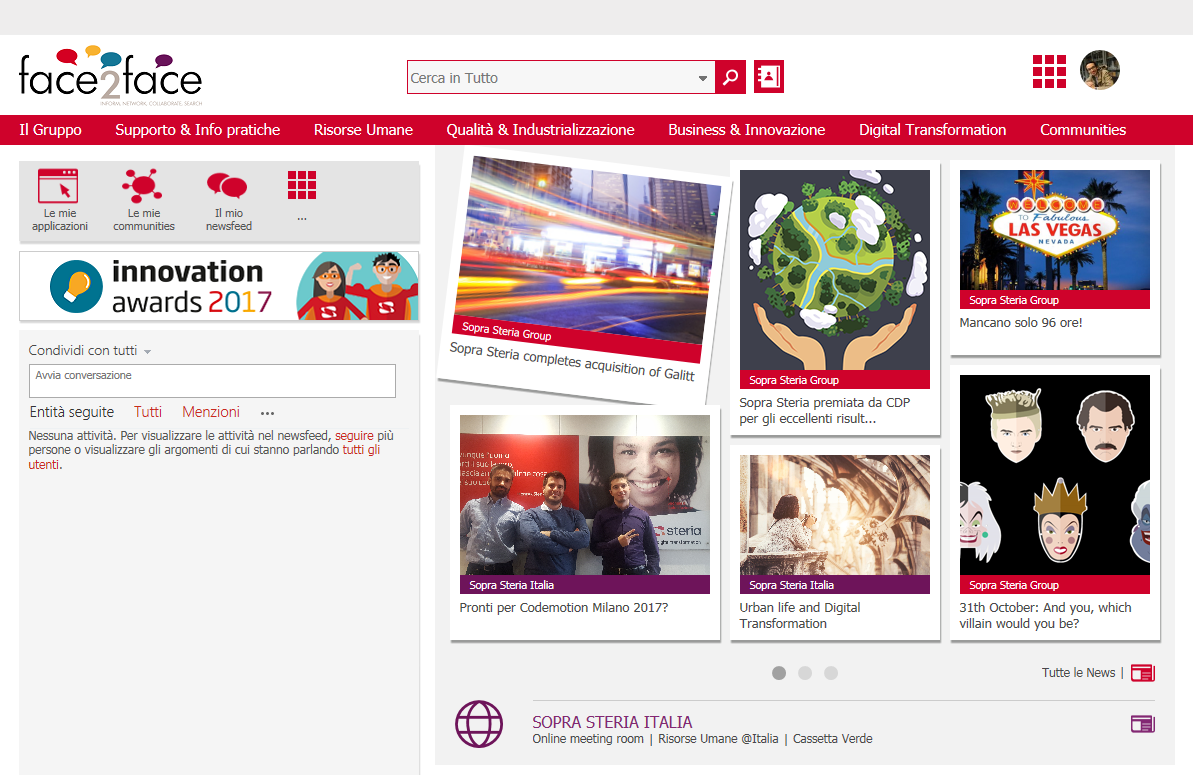 face2face
INFORM, NETWORK, COLLABORATE, SEARCH
Cerca in Tutto
Il Gruppo
Supporto & Info pratiche
Risorse Umane
Qualità & Industrializzazione
Business & Innovazione
Digital Transformation
Communities
Le mie
applicazioni
Le mie
communities
Il mio
newsfeed
...
innovation
awards 2017
Condividi con tutti
Avvia conversazione
Entità seguite Tutti Menzioni ...
Nessuna attività. Per visualizzare le attività nel newsfeed, seguire più
persone o visualizzare gli argomenti di cui stanno parlando tutti gli
utenti.
Sopra Steria Group
Sopra Steria completes acquisition of Galitt
Sopra Steria Group
Sopra Steria premiata da CDP
per gli eccellenti risult...
WELCOME
TO Fabulous
LAS VEGAS
NEVADA
Sopra Steria Group
Mancano solo 96 ore!
steria
Sopra Steria Italia
Pronti per Codemotion Milano 2017?
Sopra Steria Italia
Urban life and Digital
Transformation
Sopra Steria Group
31th October: And you, which
villain would you be?
Tutte le News |
SOPRA STERIA ITALIA
Online meeting room | Risorse Umane @Italia | Cassetta Verde